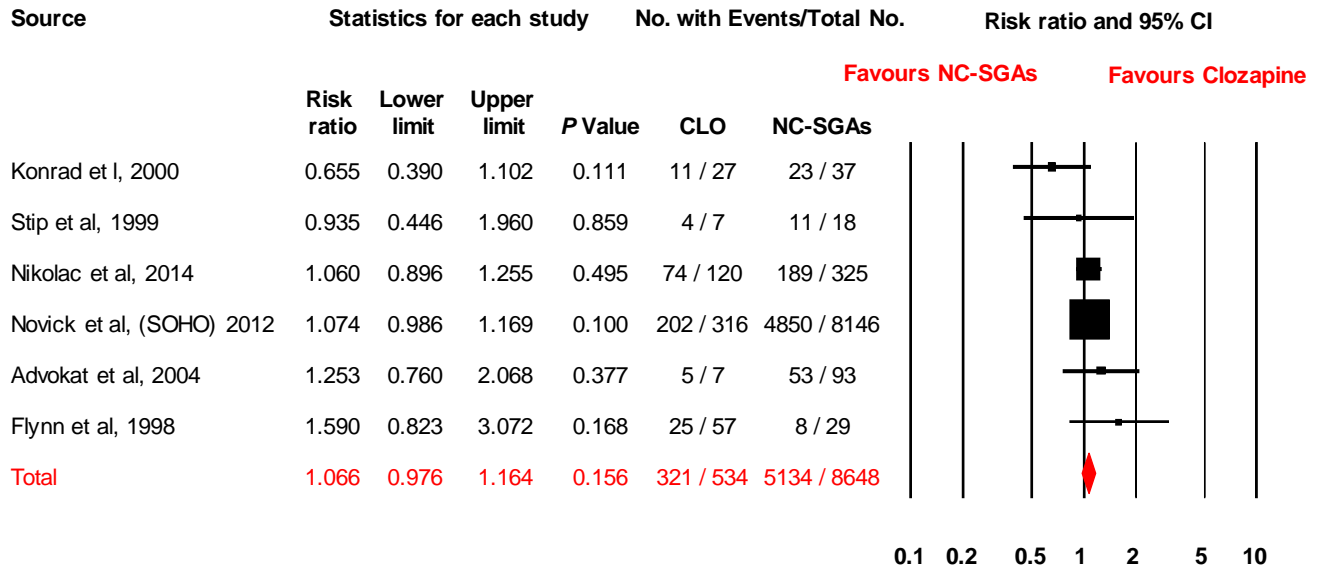 Source Statistics for each study No. with Events/Total No. Risk ratio and 95% CI
Favours NC-SGAs Favours Clozapine
Risk ratio Lower limit Upper limit P Value CLO NC-SGAs
Konrad et l, 2000 0.655 0.390 1.102 0.111 11 / 27 23 / 37
Stip et al, 1999 0.935 0.446 1.960 0.859 4 / 7 11 / 18
Nikolac et al, 2014 1.060 0.896 1.255 0.495 74 / 120 189 / 325
Novick et al, (SOHO) 2012 1.074 0.986 1.169 0.100 202 / 316 4850 / 8146
Advokat et al, 2004 1.253 0.760 2.068 0.377 5 / 7 53 / 93
Flynn et al, 1998 1.590 0.823 3.072 0.168 25 / 57 8 / 29
Total 1.066 0.976 1.164 0.156 321 / 534 5134 / 8648
0.1 0.2 0.5 1 2 5 10